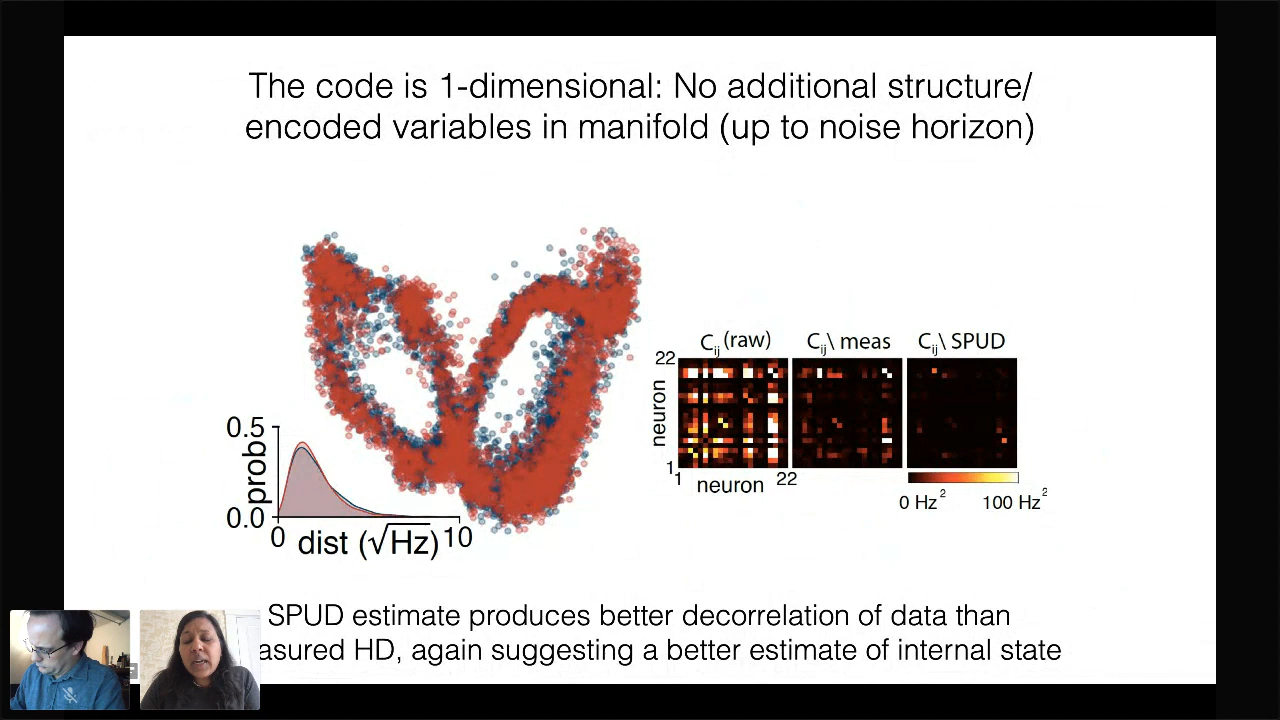 The code is 1-dimensional: No additional structure/
encoded variables in manifold (up to noise horizon)
0.5
prob
0.0
0
dist (√Hz)
10
C_ij (raw)
C_ij\ meas
C_ij\ SPUD
22
neuron
1
1
neuron
22
0 Hz²
100 Hz²
SPUD estimate produces better decorrelation of data than
asured HD, again suggesting a better estimate of internal state